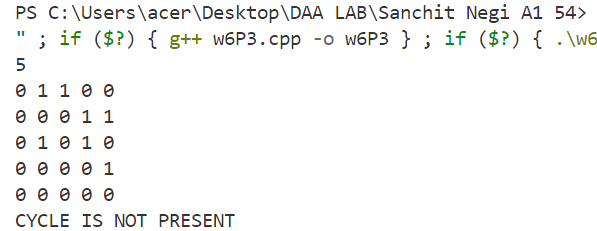 PS C:\Users\acer\Desktop\DAA LAB\Sanchit Negi A1 54>
" ; if ($?) { g++ w6P3.cpp -o w6P3 } ; if ($?) { .\w6
5
0 1 1 0 0
0 0 0 1 1
0 1 0 1 0
0 0 0 0 1
0 0 0 0 0
CYCLE IS NOT PRESENT